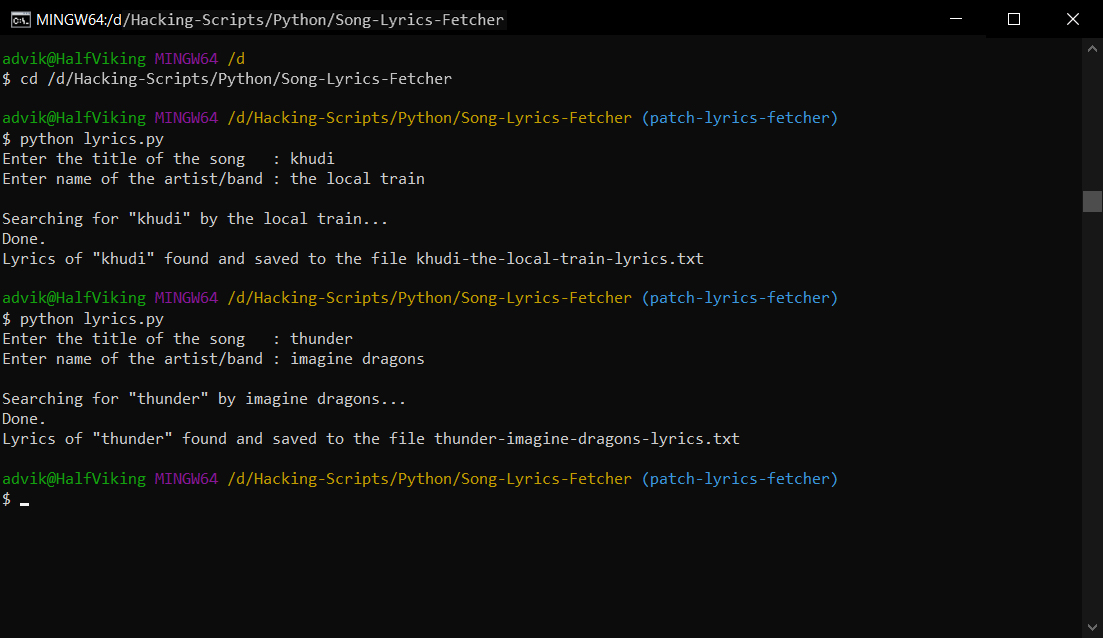 MINGW64:/d/Hacking-Scripts/Python/Song-Lyrics-Fetcher
advik@HalfViking MINGW64 /d
$ cd /d/Hacking-Scripts/Python/Song-Lyrics-Fetcher
advik@HalfViking MINGW64 /d/Hacking-Scripts/Python/Song-Lyrics-Fetcher (patch-lyrics-fetcher)
$ python lyrics.py
Enter the title of the song   : khudi
Enter name of the artist/band : the local train
Searching for "khudi" by the local train...
Done.
Lyrics of "khudi" found and saved to the file khudi-the-local-train-lyrics.txt
advik@HalfViking MINGW64 /d/Hacking-Scripts/Python/Song-Lyrics-Fetcher (patch-lyrics-fetcher)
$ python lyrics.py
Enter the title of the song   : thunder
Enter name of the artist/band : imagine dragons
Searching for "thunder" by imagine dragons...
Done.
Lyrics of "thunder" found and saved to the file thunder-imagine-dragons-lyrics.txt
advik@HalfViking MINGW64 /d/Hacking-Scripts/Python/Song-Lyrics-Fetcher (patch-lyrics-fetcher)
$